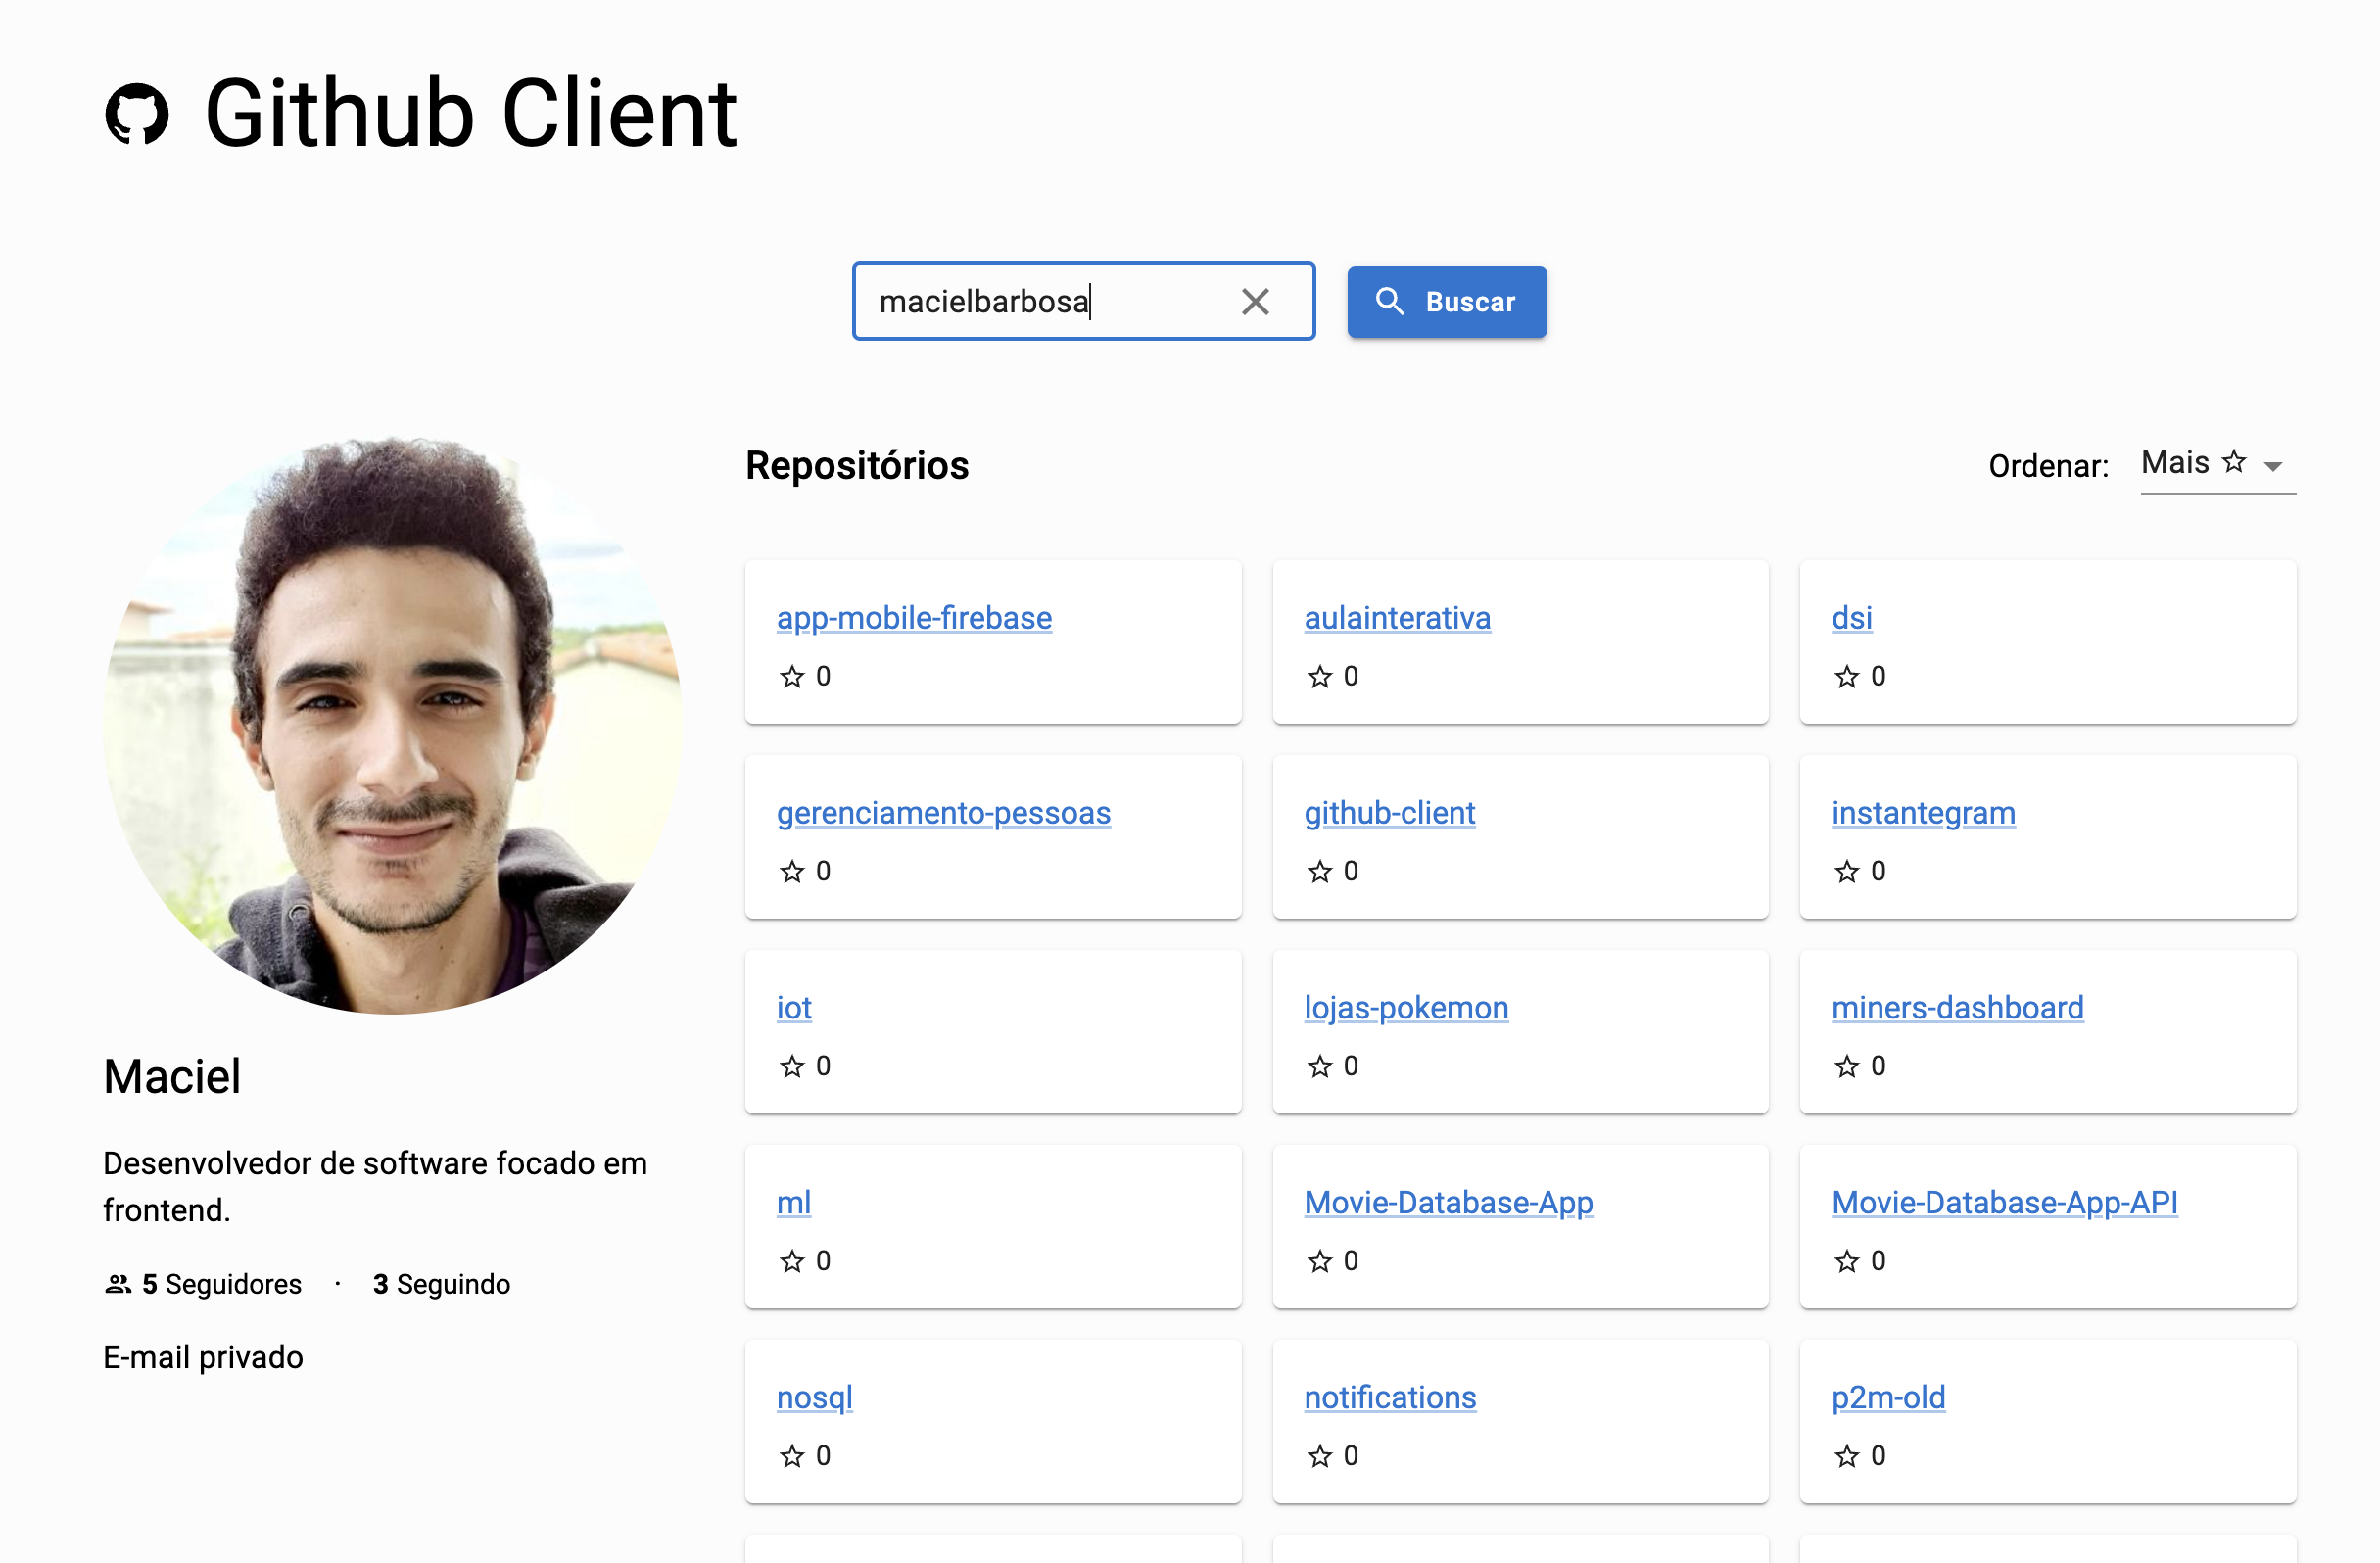 Github Client
macielbarbosa
Buscar
Repositórios
Ordenar: Mais
app-mobile-firebase
0
aulainterativa
0
dsi
0
gerenciamento-pessoas
0
github-client
0
instantegram
0
iot
0
lojas-pokemon
0
miners-dashboard
0
ml
0
Movie-Database-App
0
Movie-Database-App-API
0
nosql
0
notifications
0
p2m-old
0
Maciel
Desenvolvedor de software focado em
frontend.
5 Seguidores · 3 Seguindo
E-mail privado